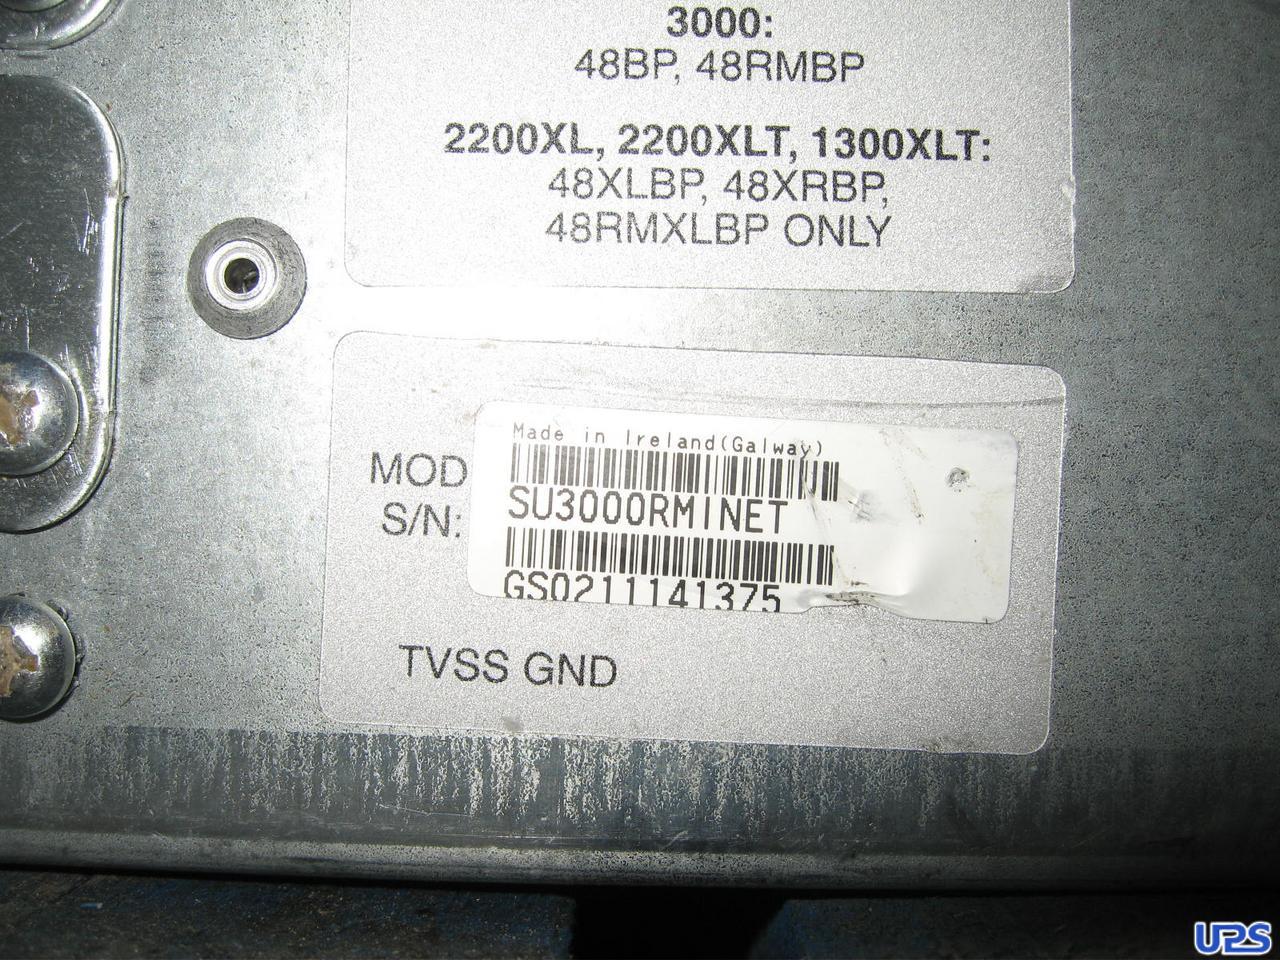 3000:
48BP, 48RMBP
2200XL, 2200XLT, 1300XLT:
48XLBP, 48XRBP,
48RMXLBP ONLY
Made in Ireland(Galway)
MOD
SU3000RMINET
S/N:
GS0211141375
TVSS GND
UPS